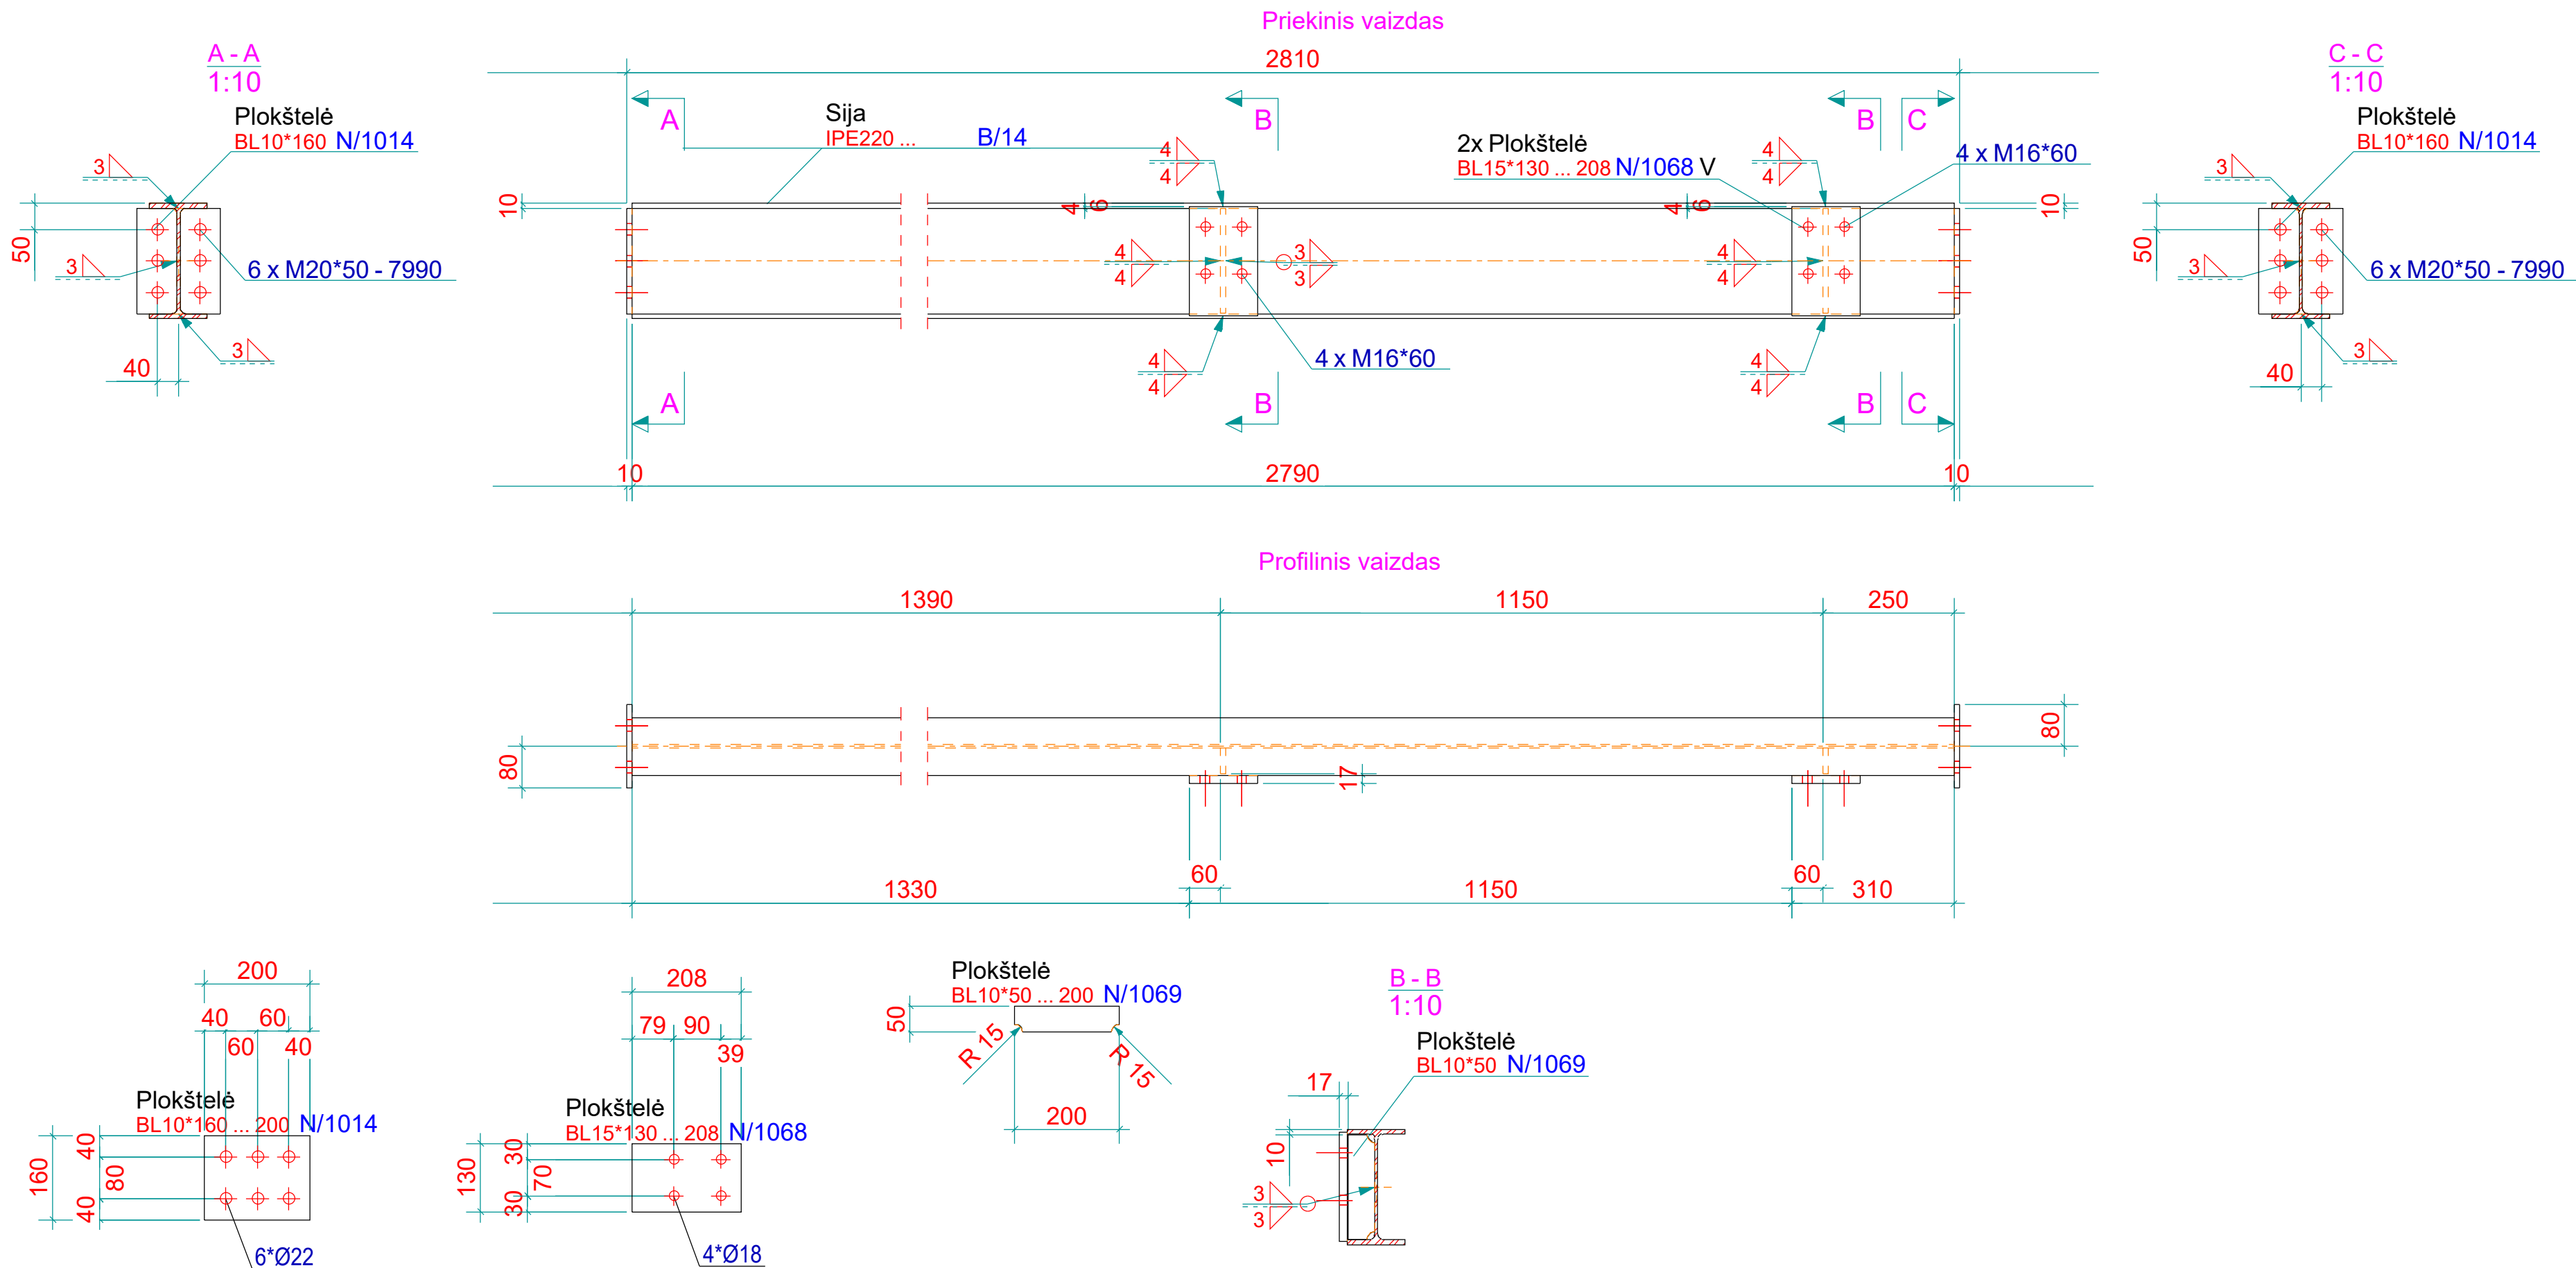 Priekinis vaizdas
2810
A - A
1:10
Plokštelė
BL10*160 N/1014
3
50
3
6 x M20*50 - 7990
3
40
A
B
B
C
Sija
IPE220 ... B/14
4
4
2x Plokštelė
BL15*130 ... 208 N/1068 V
4
4
4 x M16*60
10
4
6
4
6
10
4
4
3
3
4
4
4 x M16*60
4
4
4
4
A
B
B
C
10
2790
10
C - C
1:10
Plokštelė
BL10*160 N/1014
3
50
3
6 x M20*50 - 7990
3
40
Profilinis vaizdas
1390
1150
250
80
80
17
60
60
1330
1150
310
200
40
60
60
40
Plokštelė
BL10*160 ... 200 N/1014
160
40
80
40
6*Ø22
208
79
90
39
Plokštelė
BL15*130 ... 208 N/1068
130
30
70
30
4*Ø18
Plokštelė
BL10*50 ... 200 N/1069
50
R 15
R 15
200
B - B
1:10
Plokštelė
BL10*50 N/1069
17
10
3
3